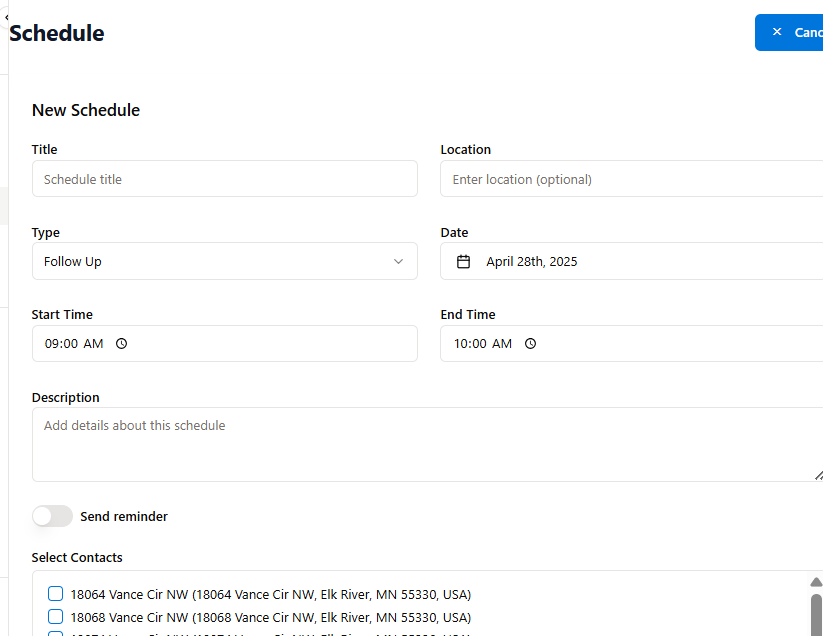 Schedule
Canc
New Schedule
Title
Location
Schedule title
Enter location (optional)
Type
Date
Follow Up
April 28th, 2025
Start Time
End Time
09:00 AM
10:00 AM
Description
Add details about this schedule
Send reminder
Select Contacts
18064 Vance Cir NW (18064 Vance Cir NW, Elk River, MN 55330, USA)
18068 Vance Cir NW (18068 Vance Cir NW, Elk River, MN 55330, USA)